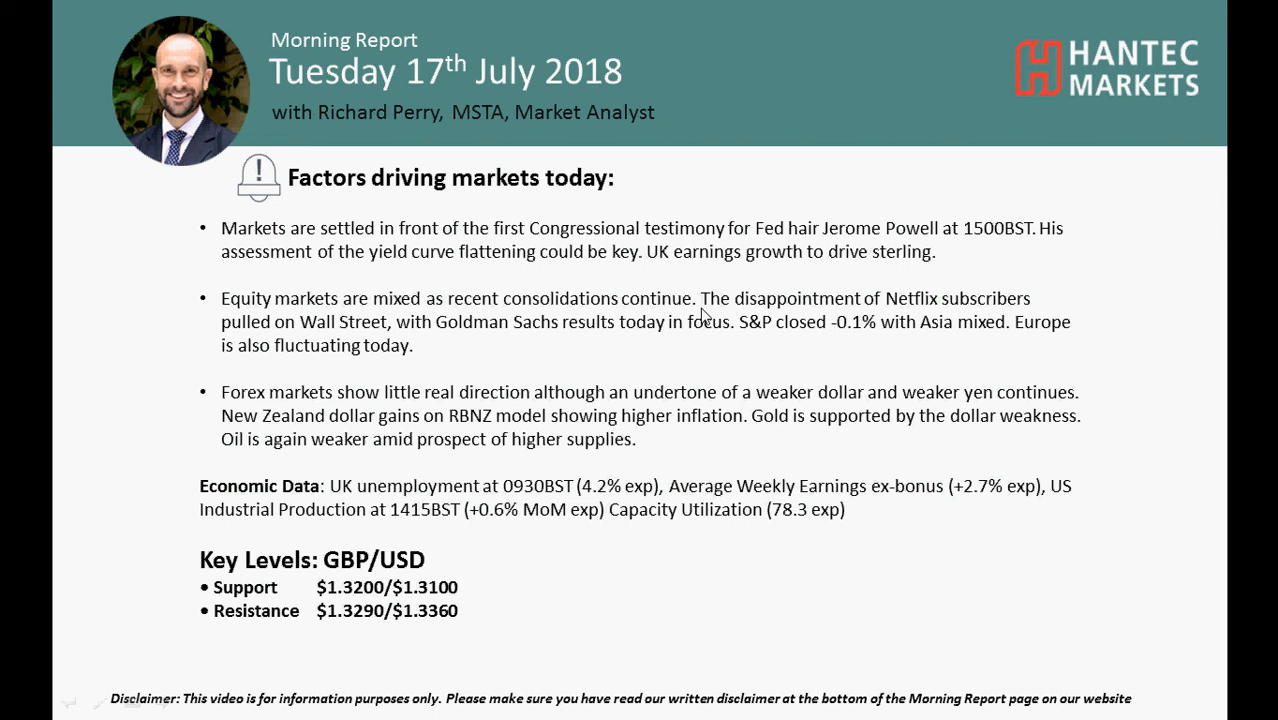 Morning Report
Tuesday 17th July 2018
with Richard Perry, MSTA, Market Analyst
HANTEC
MARKETS
! Factors driving markets today:
• Markets are settled in front of the first Congressional testimony for Fed hair Jerome Powell at 1500BST. His
assessment of the yield curve flattening could be key. UK earnings growth to drive sterling.
• Equity markets are mixed as recent consolidations continue. The disappointment of Netflix subscribers
pulled on Wall Street, with Goldman Sachs results today in focus. S&P closed -0.1% with Asia mixed. Europe
is also fluctuating today.
• Forex markets show little real direction although an undertone of a weaker dollar and weaker yen continues.
New Zealand dollar gains on RBNZ model showing higher inflation. Gold is supported by the dollar weakness.
Oil is again weaker amid prospect of higher supplies.
Economic Data: UK unemployment at 0930BST (4.2% exp), Average Weekly Earnings ex-bonus (+2.7% exp), US
Industrial Production at 1415BST (+0.6% MoM exp) Capacity Utilization (78.3 exp)
Key Levels: GBP/USD
• Support $1.3200/$1.3100
• Resistance $1.3290/$1.3360
Disclaimer: This video is for information purposes only. Please make sure you have read our written disclaimer at the bottom of the Morning Report page on our website